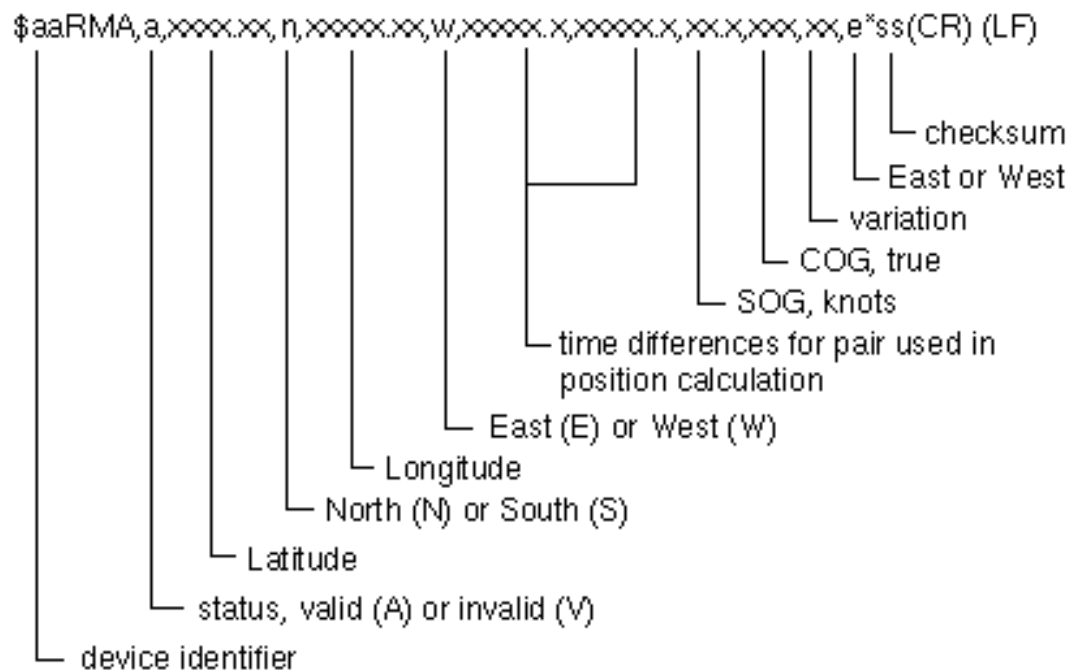 $aaRMA,a,xxxx.xx,n,xxxxx.xx,w,xxxxx.x,xxxxx.x,xx.x,xxx,xx,e*ss(CR) (LF)
checksum
East or West
variation
COG, true
SOG, knots
time differences for pair used in
position calculation
East (E) or West (W)
Longitude
North (N) or South (S)
Latitude
status, valid (A) or invalid (V)
device identifier